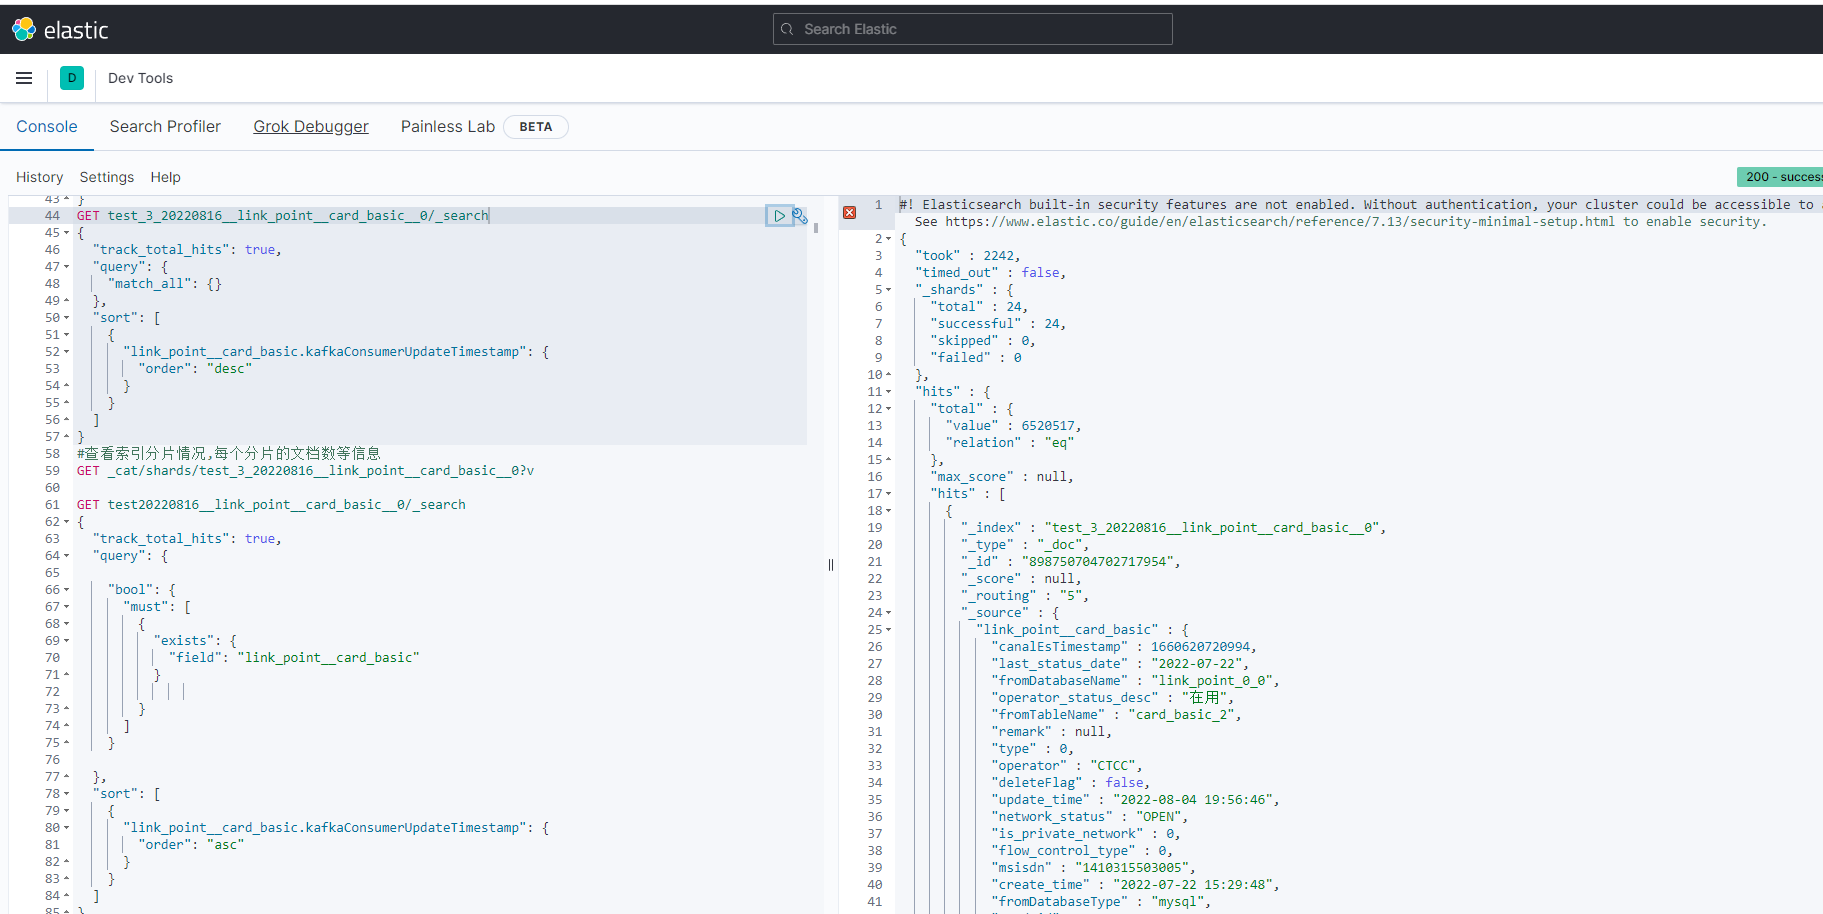 elastic
Search Elastic
D
Dev Tools
Console
Search Profiler
Grok Debugger
Painless Lab
BETA
History
Settings
Help
200 - success
43 }
44 GET test_3_20220816__link_point__card_basic__0/_search
45 {
46 "track_total_hits": true,
47 "query": {
48 "match_all": {}
49 },
50 "sort": [
51 {
52 "link_point__card_basic.kafkaConsumerUpdateTimestamp": {
53 "order": "desc"
54 }
55 }
56 ]
57 }
58 #查看索引分片情况,每个分片的文档数等信息
59 GET _cat/shards/test_3_20220816__link_point__card_basic__0?v
60
61 GET test20220816__link_point__card_basic__0/_search
62 {
63 "track_total_hits": true,
64 "query": {
65
66 "bool": {
67 "must": [
68 {
69 "exists": {
70 "field": "link_point__card_basic"
71 }
72
73 }
74 ]
75 }
76
77 },
78 "sort": [
79 {
80 "link_point__card_basic.kafkaConsumerUpdateTimestamp": {
81 "order": "asc"
82 }
83 }
84 ]
85 }
1 #! Elasticsearch built-in security features are not enabled. Without authentication, your cluster could be accessible to
See https://www.elastic.co/guide/en/elasticsearch/reference/7.13/security-minimal-setup.html to enable security.
2 {
3 "took" : 2242,
4 "timed_out" : false,
5 "_shards" : {
6 "total" : 24,
7 "successful" : 24,
8 "skipped" : 0,
9 "failed" : 0
10 },
11 "hits" : {
12 "total" : {
13 "value" : 6520517,
14 "relation" : "eq"
15 },
16 "max_score" : null,
17 "hits" : [
18 {
19 "_index" : "test_3_20220816__link_point__card_basic__0",
20 "_type" : "_doc",
21 "_id" : "898750704702717954",
22 "_score" : null,
23 "_routing" : "5",
24 "_source" : {
25 "link_point__card_basic" : {
26 "canalEsTimestamp" : 1660620720994,
27 "last_status_date" : "2022-07-22",
28 "fromDatabaseName" : "link_point_0_0",
29 "operator_status_desc" : "在用",
30 "fromTableName" : "card_basic_2",
31 "remark" : null,
32 "type" : 0,
33 "operator" : "CTCC",
34 "deleteFlag" : false,
35 "update_time" : "2022-08-04 19:56:46",
36 "network_status" : "OPEN",
37 "is_private_network" : 0,
38 "flow_control_type" : 0,
39 "msisdn" : "1410315503005",
40 "create_time" : "2022-07-22 15:29:48",
41 "fromDatabaseType" : "mysql",